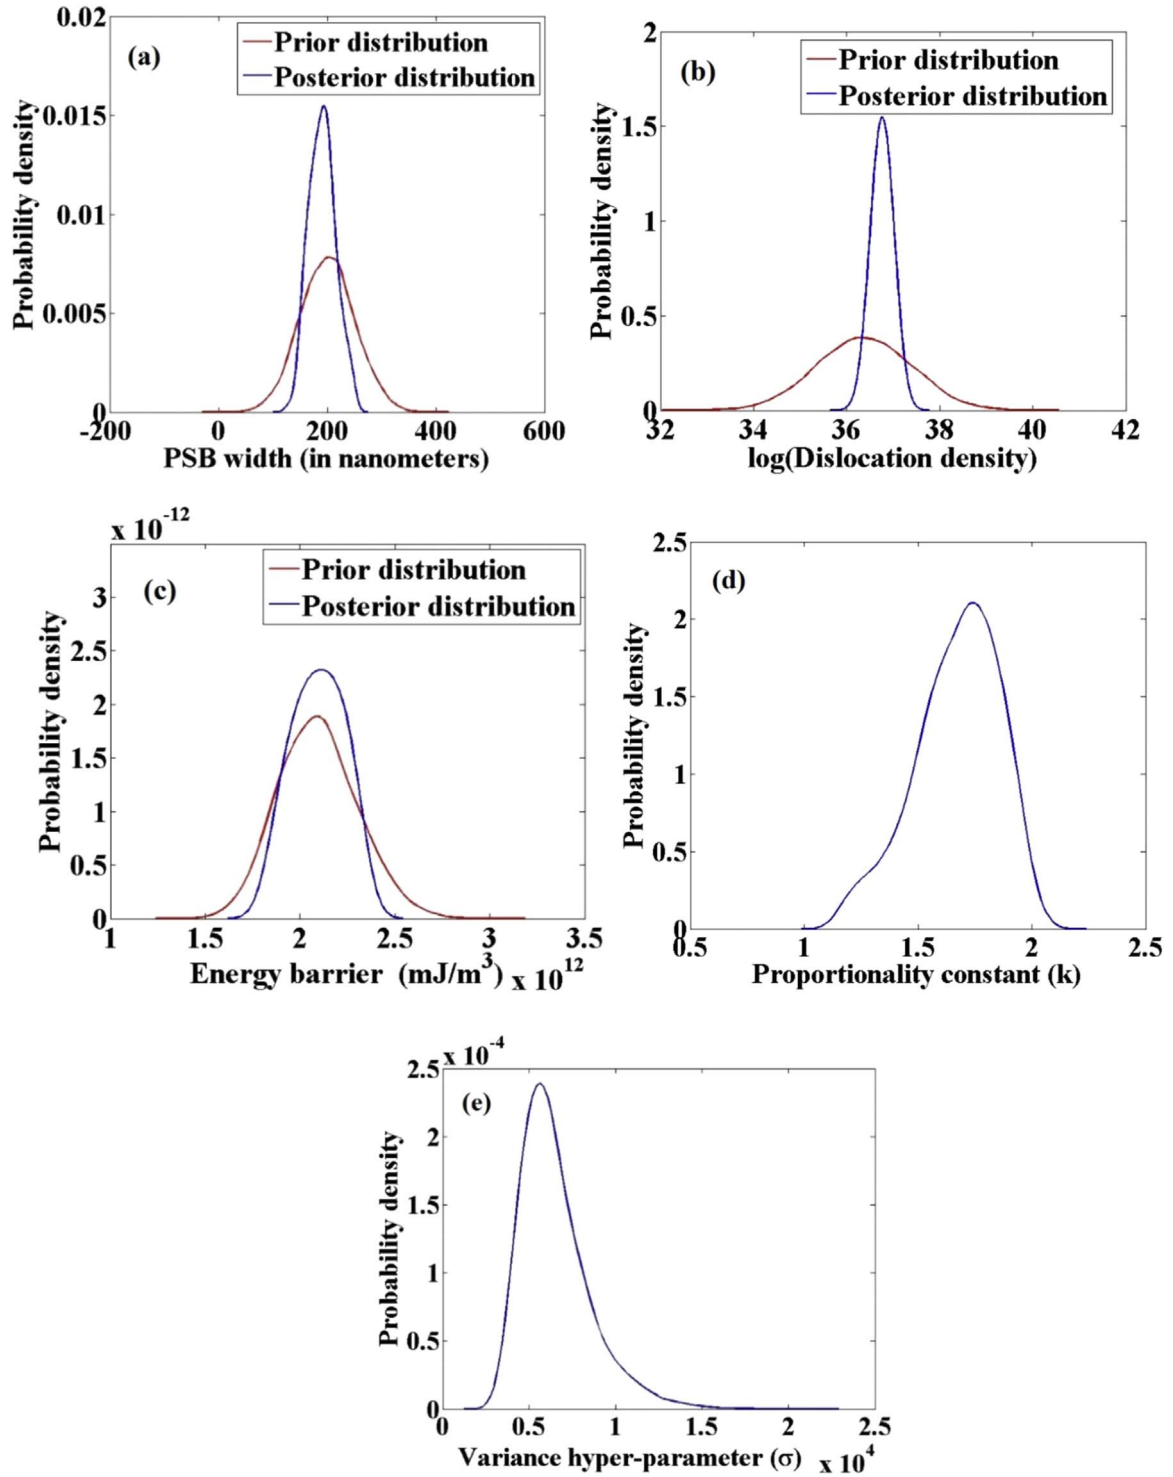 0.02
(a)
Prior distribution
Posterior distribution
0.015
0.01
0.005
0
-200 0 200 400 600
Probability density
PSB width (in nanometers)
2
(b)
Prior distribution
Posterior distribution
1.5
1
0.5
0
32 34 36 38 40 42
Probability density
log(Dislocation density)
x 10^-12
(c)
Prior distribution
Posterior distribution
3
2.5
2
1.5
1
0.5
0
1 1.5 2 2.5 3 3.5
Probability density
Energy barrier (mJ/m^3) x 10^12
2.5
(d)
2
1.5
1
0.5
0
0.5 1 1.5 2 2.5
Probability density
Proportionality constant (k)
2.5 x 10^-4
(e)
2
1.5
1
0.5
0
0 0.5 1 1.5 2 2.5
Probability density
Variance hyper-parameter (σ) x 10^4